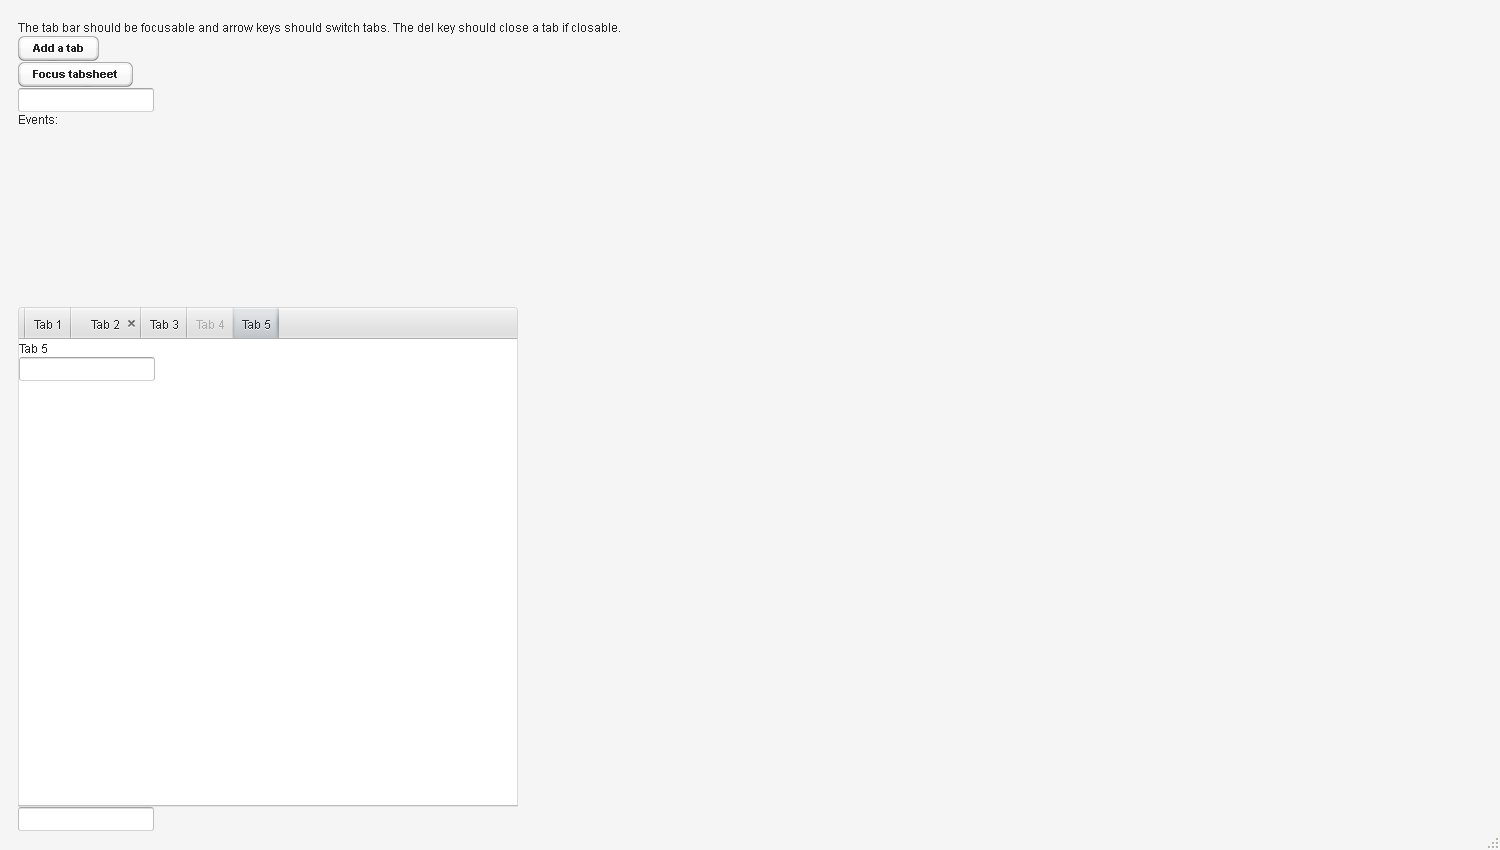 The tab bar should be focusable and arrow keys should switch tabs. The del key should close a tab if closable.
Add a tab
Focus tabsheet
Events:
Tab 1 Tab 2 × Tab 3 Tab 4 Tab 5
Tab 5